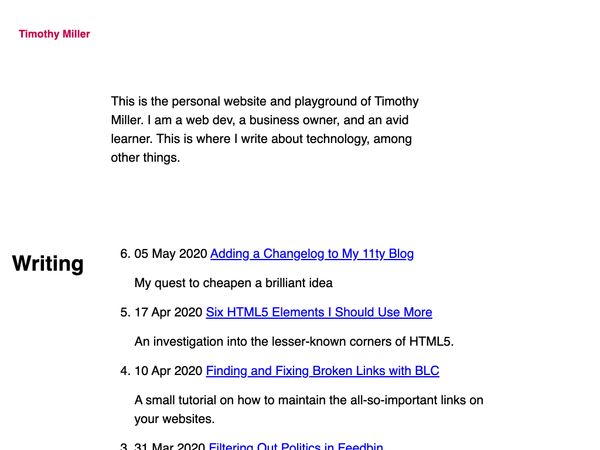 Timothy Miller
This is the personal website and playground of Timothy
Miller. I am a web dev, a business owner, and an avid
learner. This is where I write about technology, among
other things.
Writing
6. 05 May 2020 Adding a Changelog to My 11ty Blog
My quest to cheapen a brilliant idea
5. 17 Apr 2020 Six HTML5 Elements I Should Use More
An investigation into the lesser-known corners of HTML5.
4. 10 Apr 2020 Finding and Fixing Broken Links with BLC
A small tutorial on how to maintain the all-so-important links on
your websites.
3. 31 Mar 2020 Filtering Out Politics in Feedbin